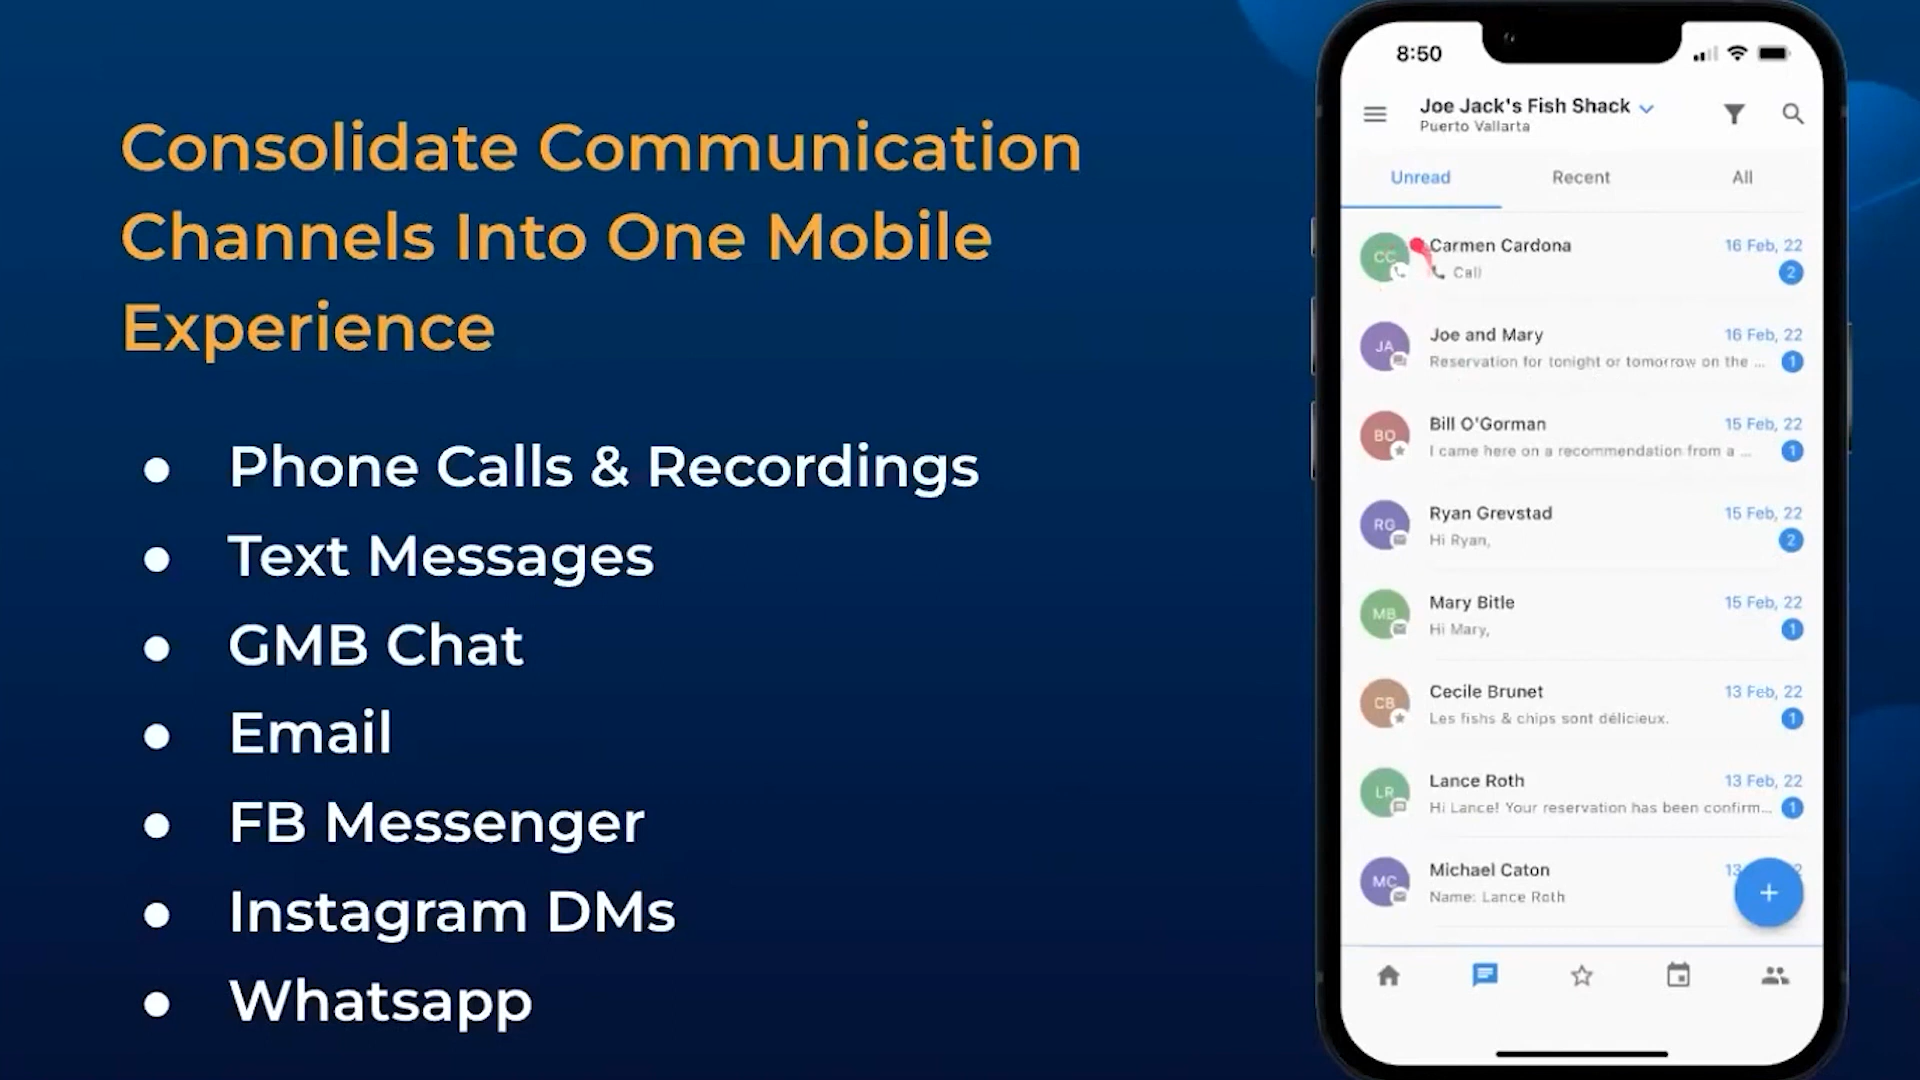 Consolidate Communication
Channels Into One Mobile
Experience
● Phone Calls & Recordings
● Text Messages
● GMB Chat
● Email
● FB Messenger
● Instagram DMs
● Whatsapp
8:50
Joe Jack's Fish Shack
Puerto Vallarta
Unread Recent All
CC Carmen Cardona 16 Feb, 22
Call 2
JA Joe and Mary 16 Feb, 22
Reservation for tonight or tomorrow on the ... 1
BO Bill O'Gorman 15 Feb, 22
I came here on a recommendation from a ... 1
RG Ryan Grevstad 15 Feb, 22
Hi Ryan, 2
MB Mary Bitle 15 Feb, 22
Hi Mary, 1
CB Cecile Brunet 13 Feb, 22
Les fishs & chips sont délicieux. 1
LR Lance Roth 13 Feb, 22
Hi Lance! Your reservation has been confirm... 1
MC Michael Caton 13
Name: Lance Roth
+